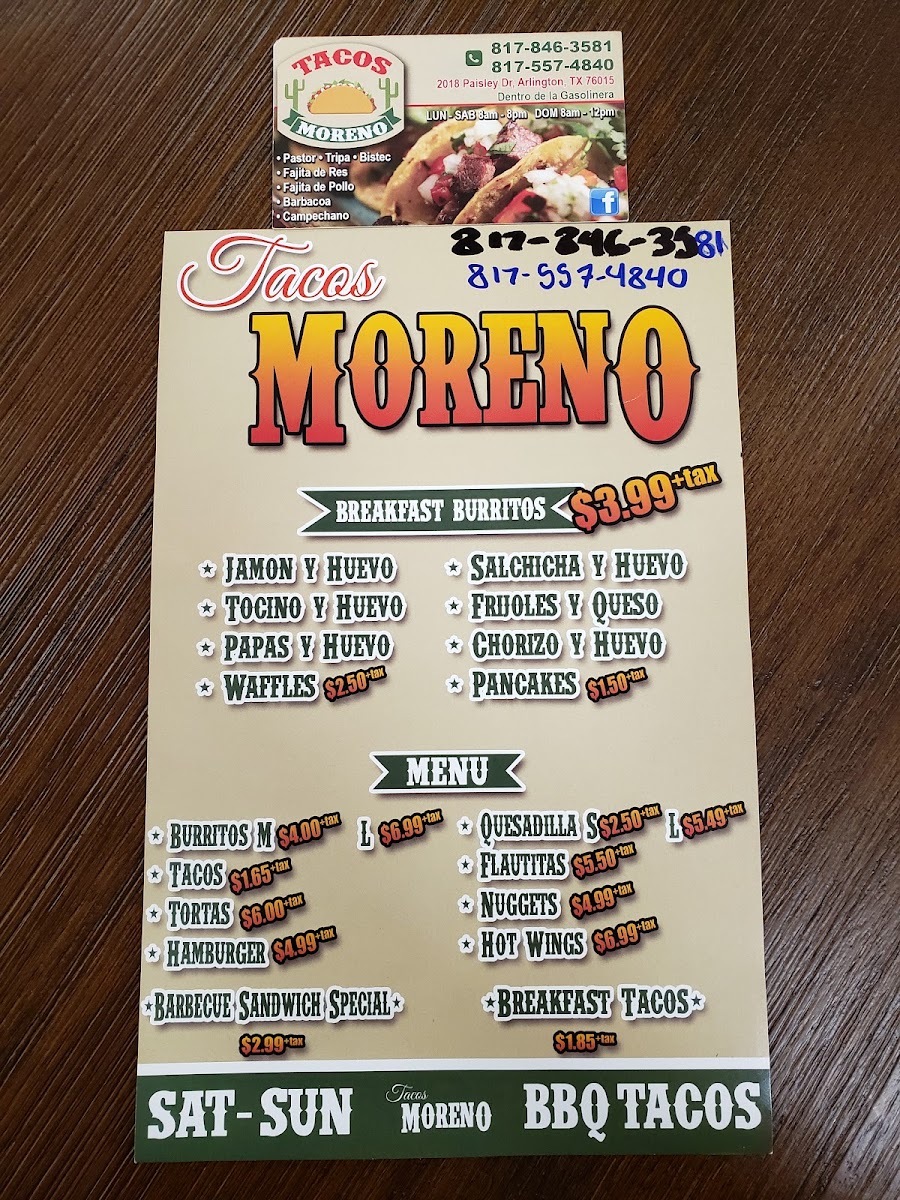 TACOS
MORENO
817-846-3581
817-557-4840
2018 Paisley Dr, Arlington, TX 76015
Dentro de la Gasolinera
LUN - SAB 8am - 8pm DOM 8am - 12pm
• Pastor • Tripa • Bistec
• Fajita de Res
• Fajita de Pollo
• Barbacoa
• Campechano
f
817-846-3581
817-557-4840
Tacos
MORENO
BREAKFAST BURRITOS $3.99+tax
JAMON Y HUEVO
SALCHICHA Y HUEVO
TOCINO Y HUEVO
FRIJOLES Y QUESO
PAPAS Y HUEVO
CHORIZO Y HUEVO
WAFFLES $2.50+tax
PANCAKES $1.50+tax
MENU
BURRITOS M $4.00+tax L $6.99+tax
QUESADILLA S $2.50+tax L $5.49+tax
TACOS $1.65+tax
FLAUTITAS $5.50+tax
TORTAS $6.00+tax
NUGGETS $4.99+tax
HAMBURGER $4.99+tax
HOT WINGS $6.99+tax
BARBECUE SANDWICH SPECIAL
$2.99+tax
BREAKFAST TACOS
$1.85+tax
SAT-SUN
Tacos
MORENO
BBQ TACOS